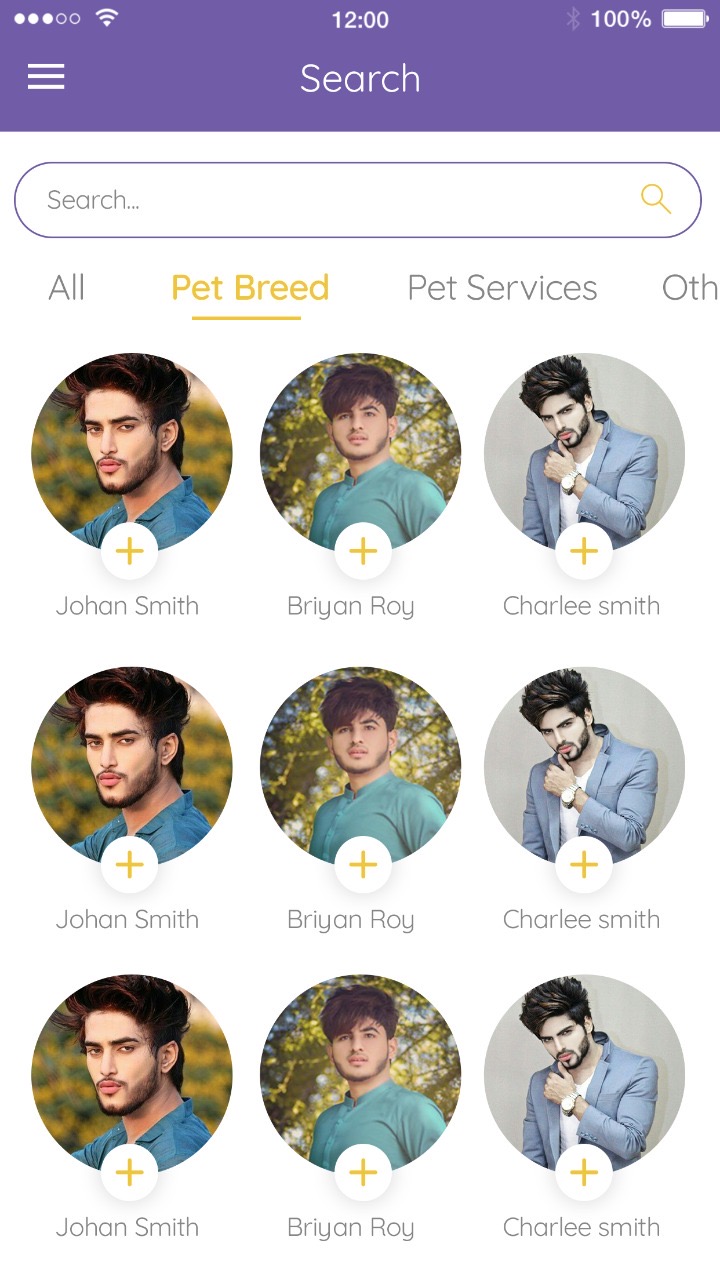 12:00
100%
Search
Search...
All Pet Breed Pet Services Oth
Johan Smith Briyan Roy Charlee smith
Johan Smith Briyan Roy Charlee smith
Johan Smith Briyan Roy Charlee smith